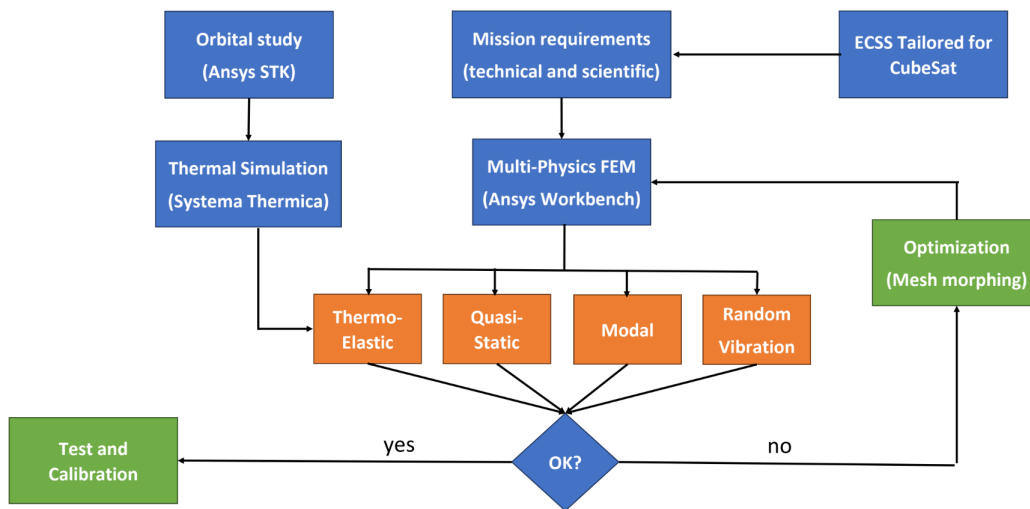 Orbital study
(Ansys STK)
Mission requirements
(technical and scientific)
ECSS Tailored for
CubeSat
Thermal Simulation
(Systema Thermica)
Multi-Physics FEM
(Ansys Workbench)
Optimization
(Mesh morphing)
Thermo-
Elastic
Quasi-
Static
Modal
Random
Vibration
Test and
Calibration
yes
OK?
no